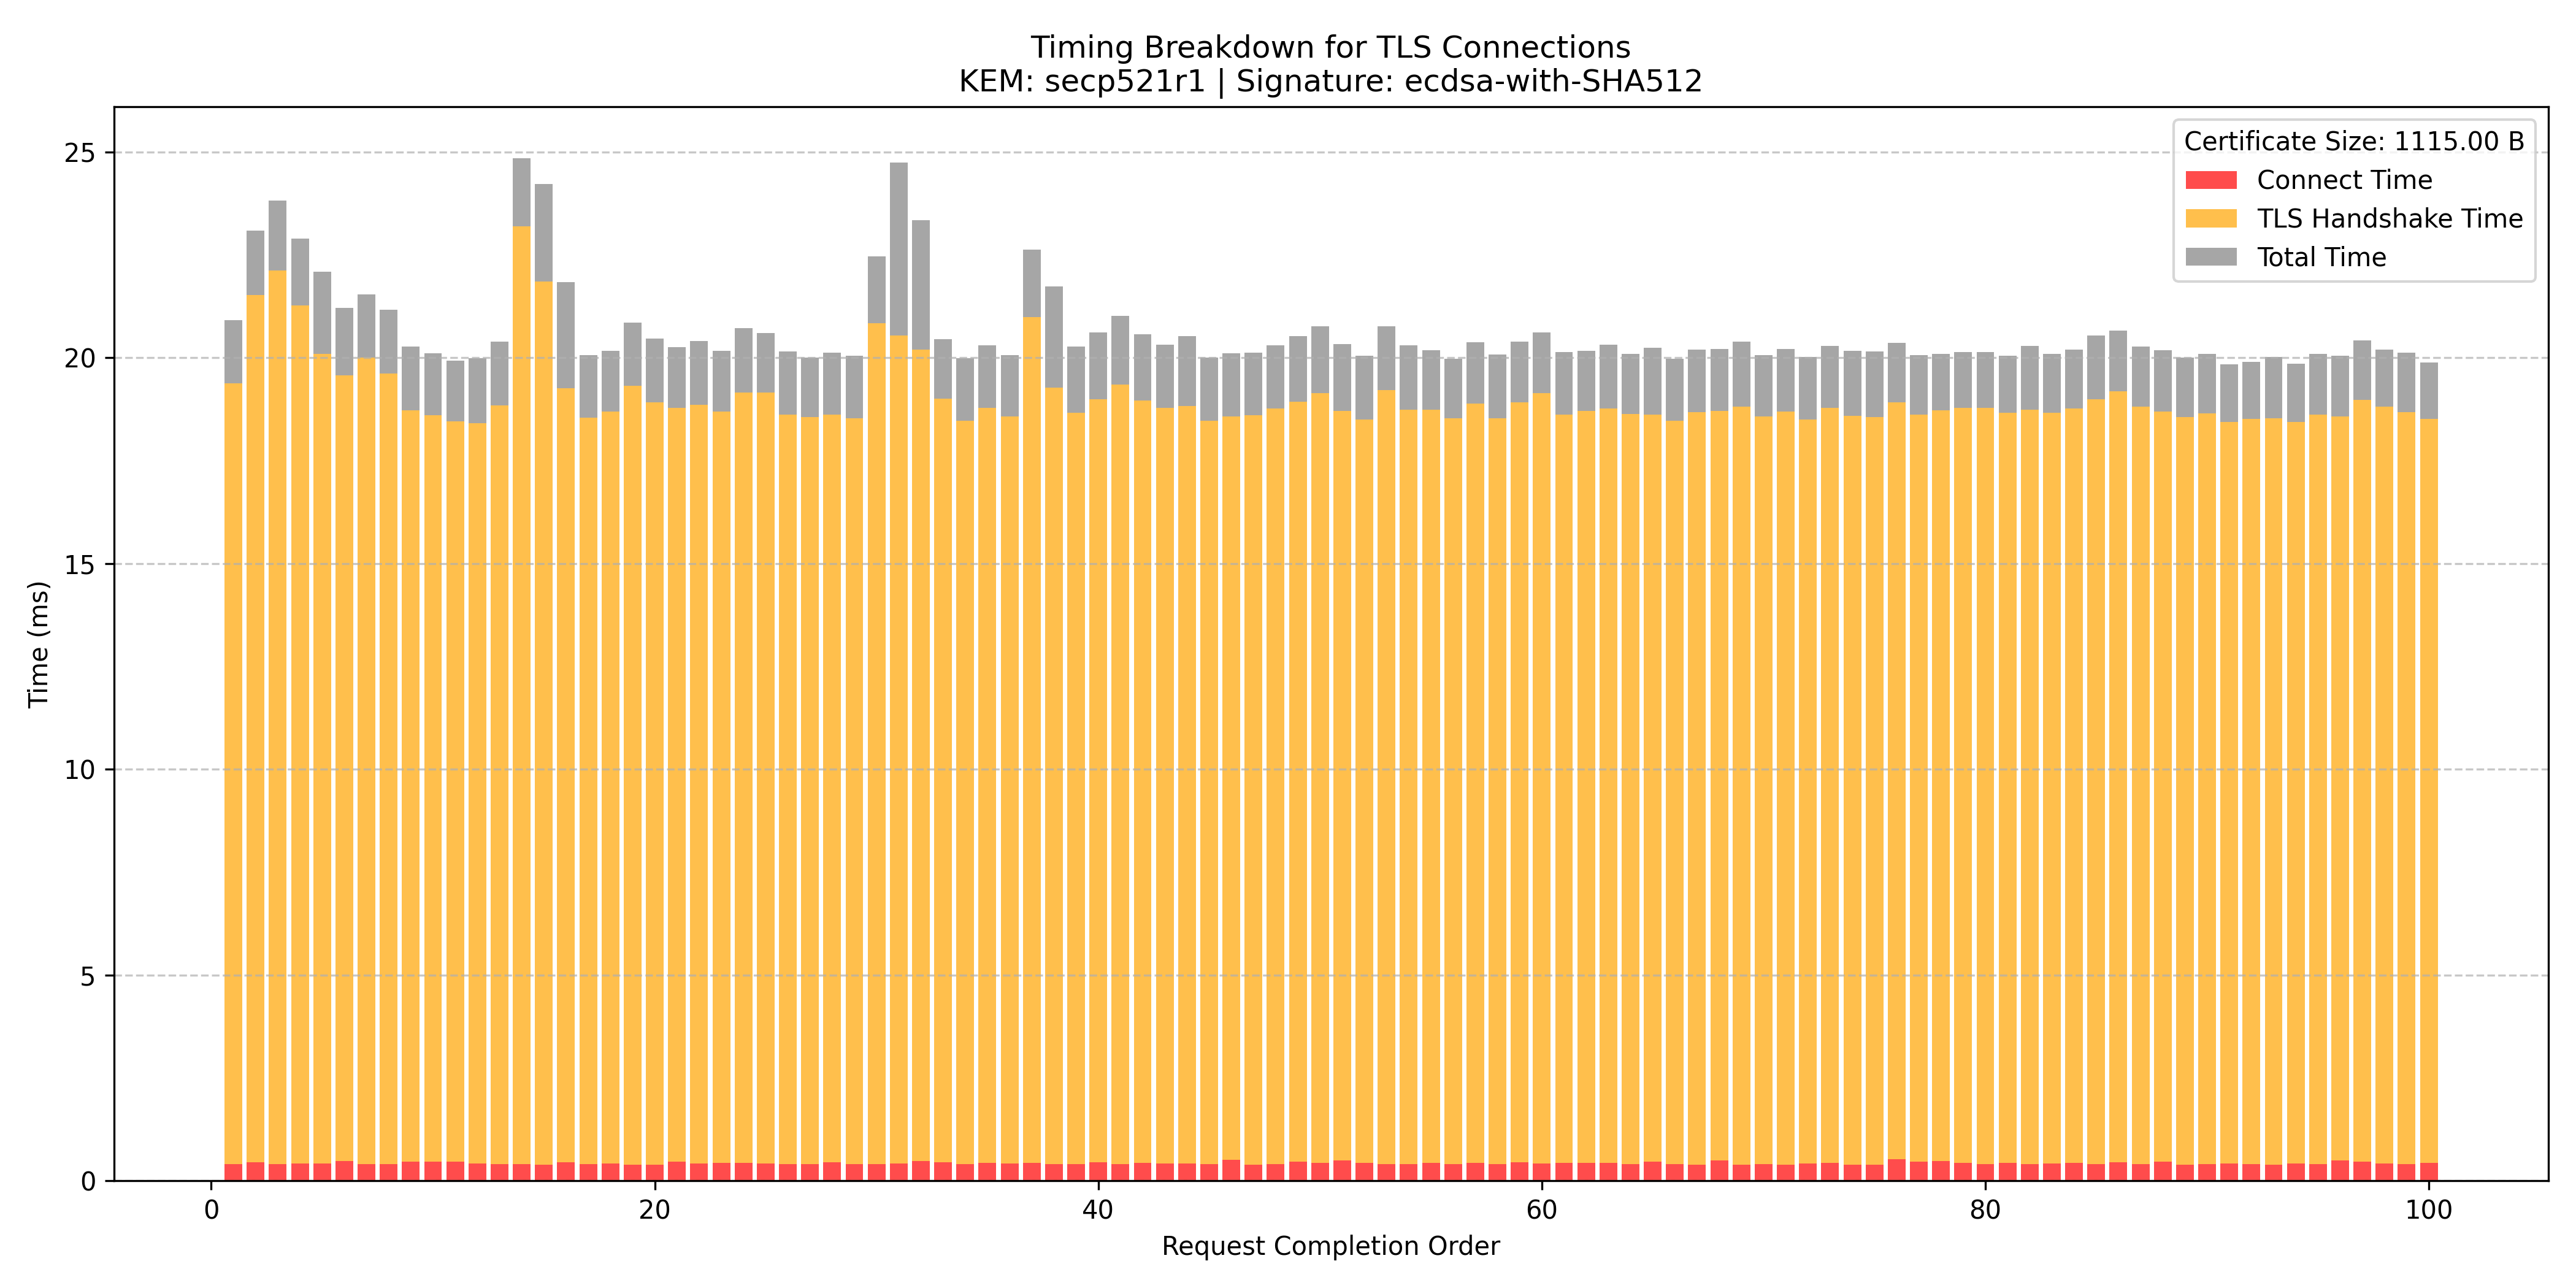 Timing Breakdown for TLS Connections
KEM: secp521r1 | Signature: ecdsa-with-SHA512
Certificate Size: 1115.00 B
Connect Time
TLS Handshake Time
Total Time
Time (ms)
25
20
15
10
5
0
0 20 40 60 80 100
Request Completion Order